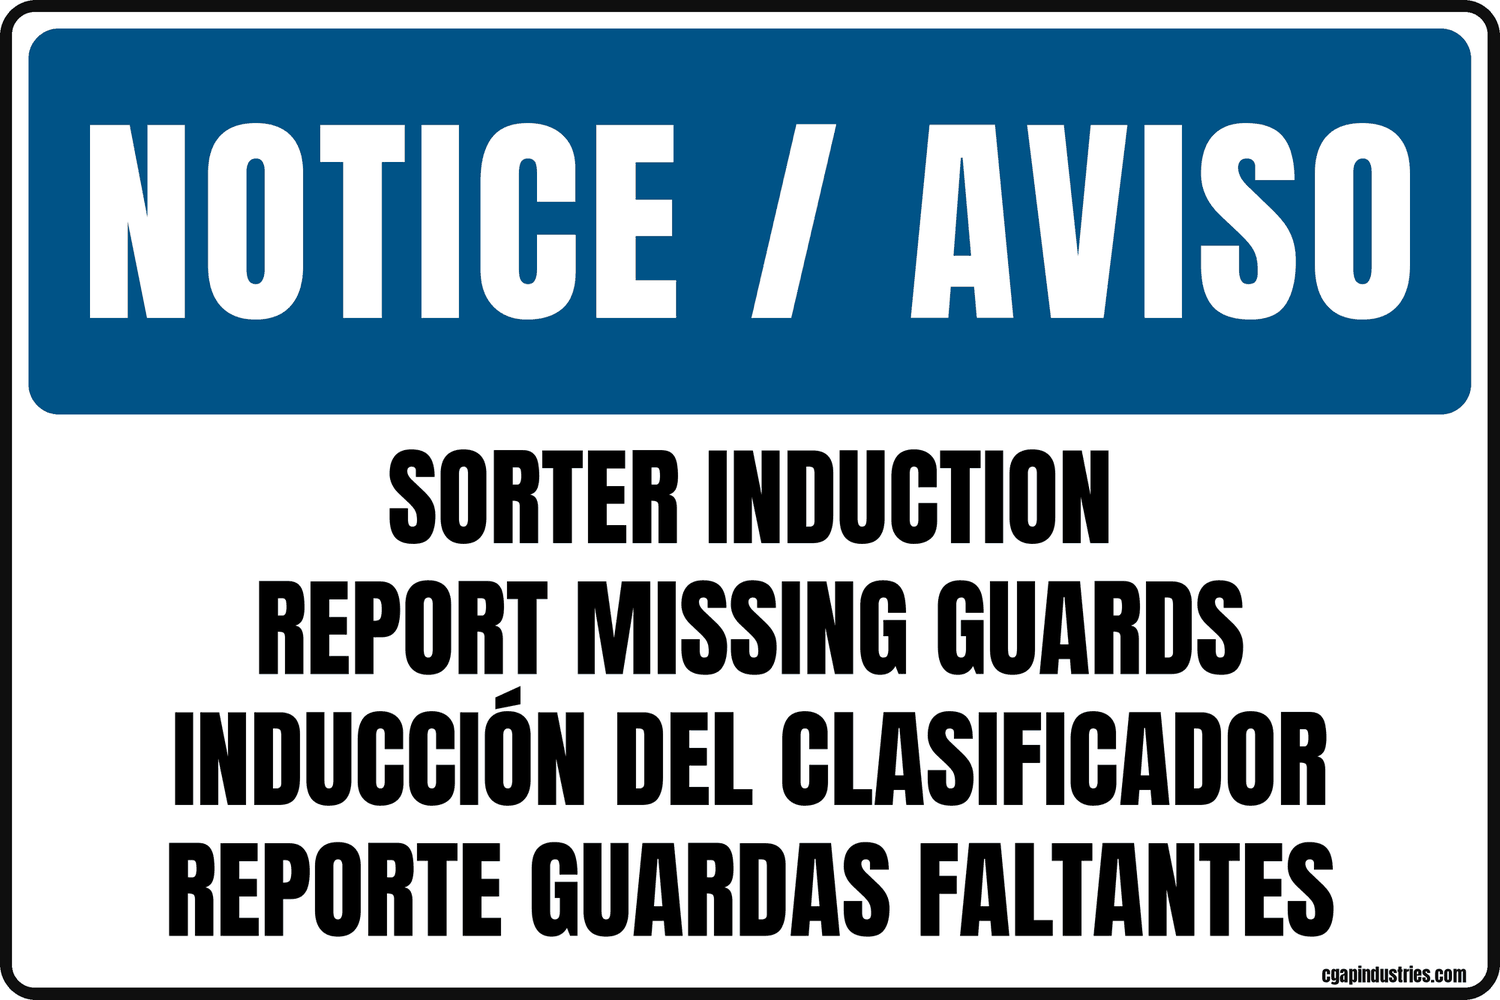 NOTICE / AVISO
SORTER INDUCTION
REPORT MISSING GUARDS
INDUCCIÓN DEL CLASIFICADOR
REPORTE GUARDAS FALTANTES
cgapindustries.com